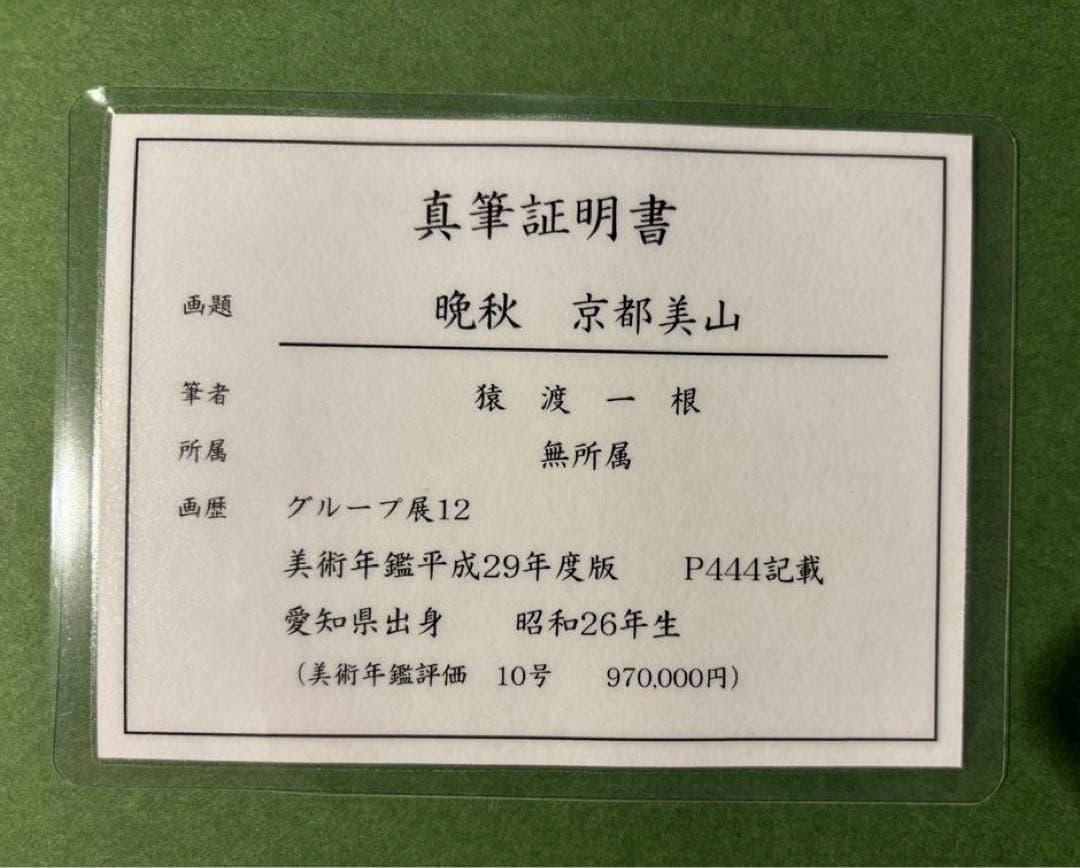 真筆証明書
画題 晩秋 京都美山
筆者 猿渡一根
所属 無所属
画歴 グループ展12
美術年鑑平成29年度版 P444記載
愛知県出身 昭和26年生
（美術年鑑評価 10号 970,000円）